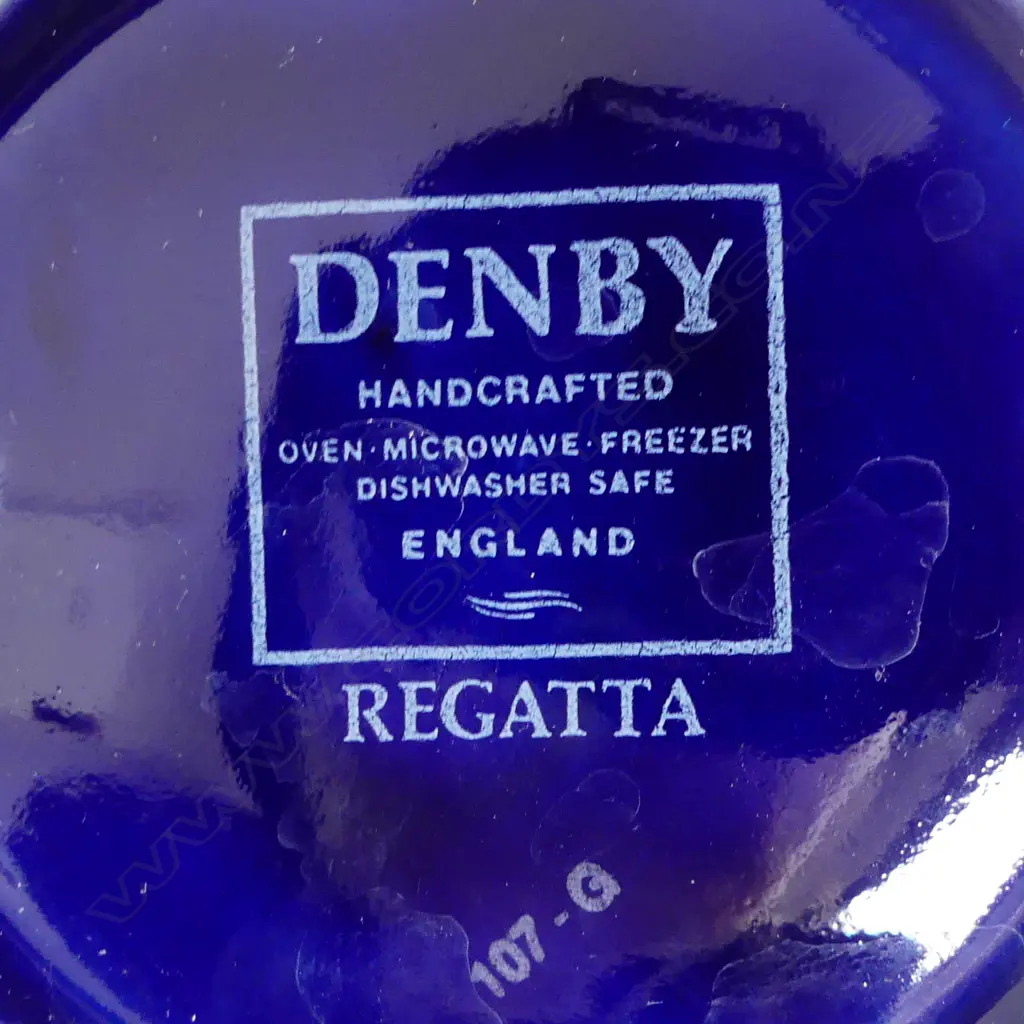 DENBY
HANDCRAFTED
OVEN·MICROWAVE·FREEZER
DISHWASHER SAFE
ENGLAND
REGATTA
107-G